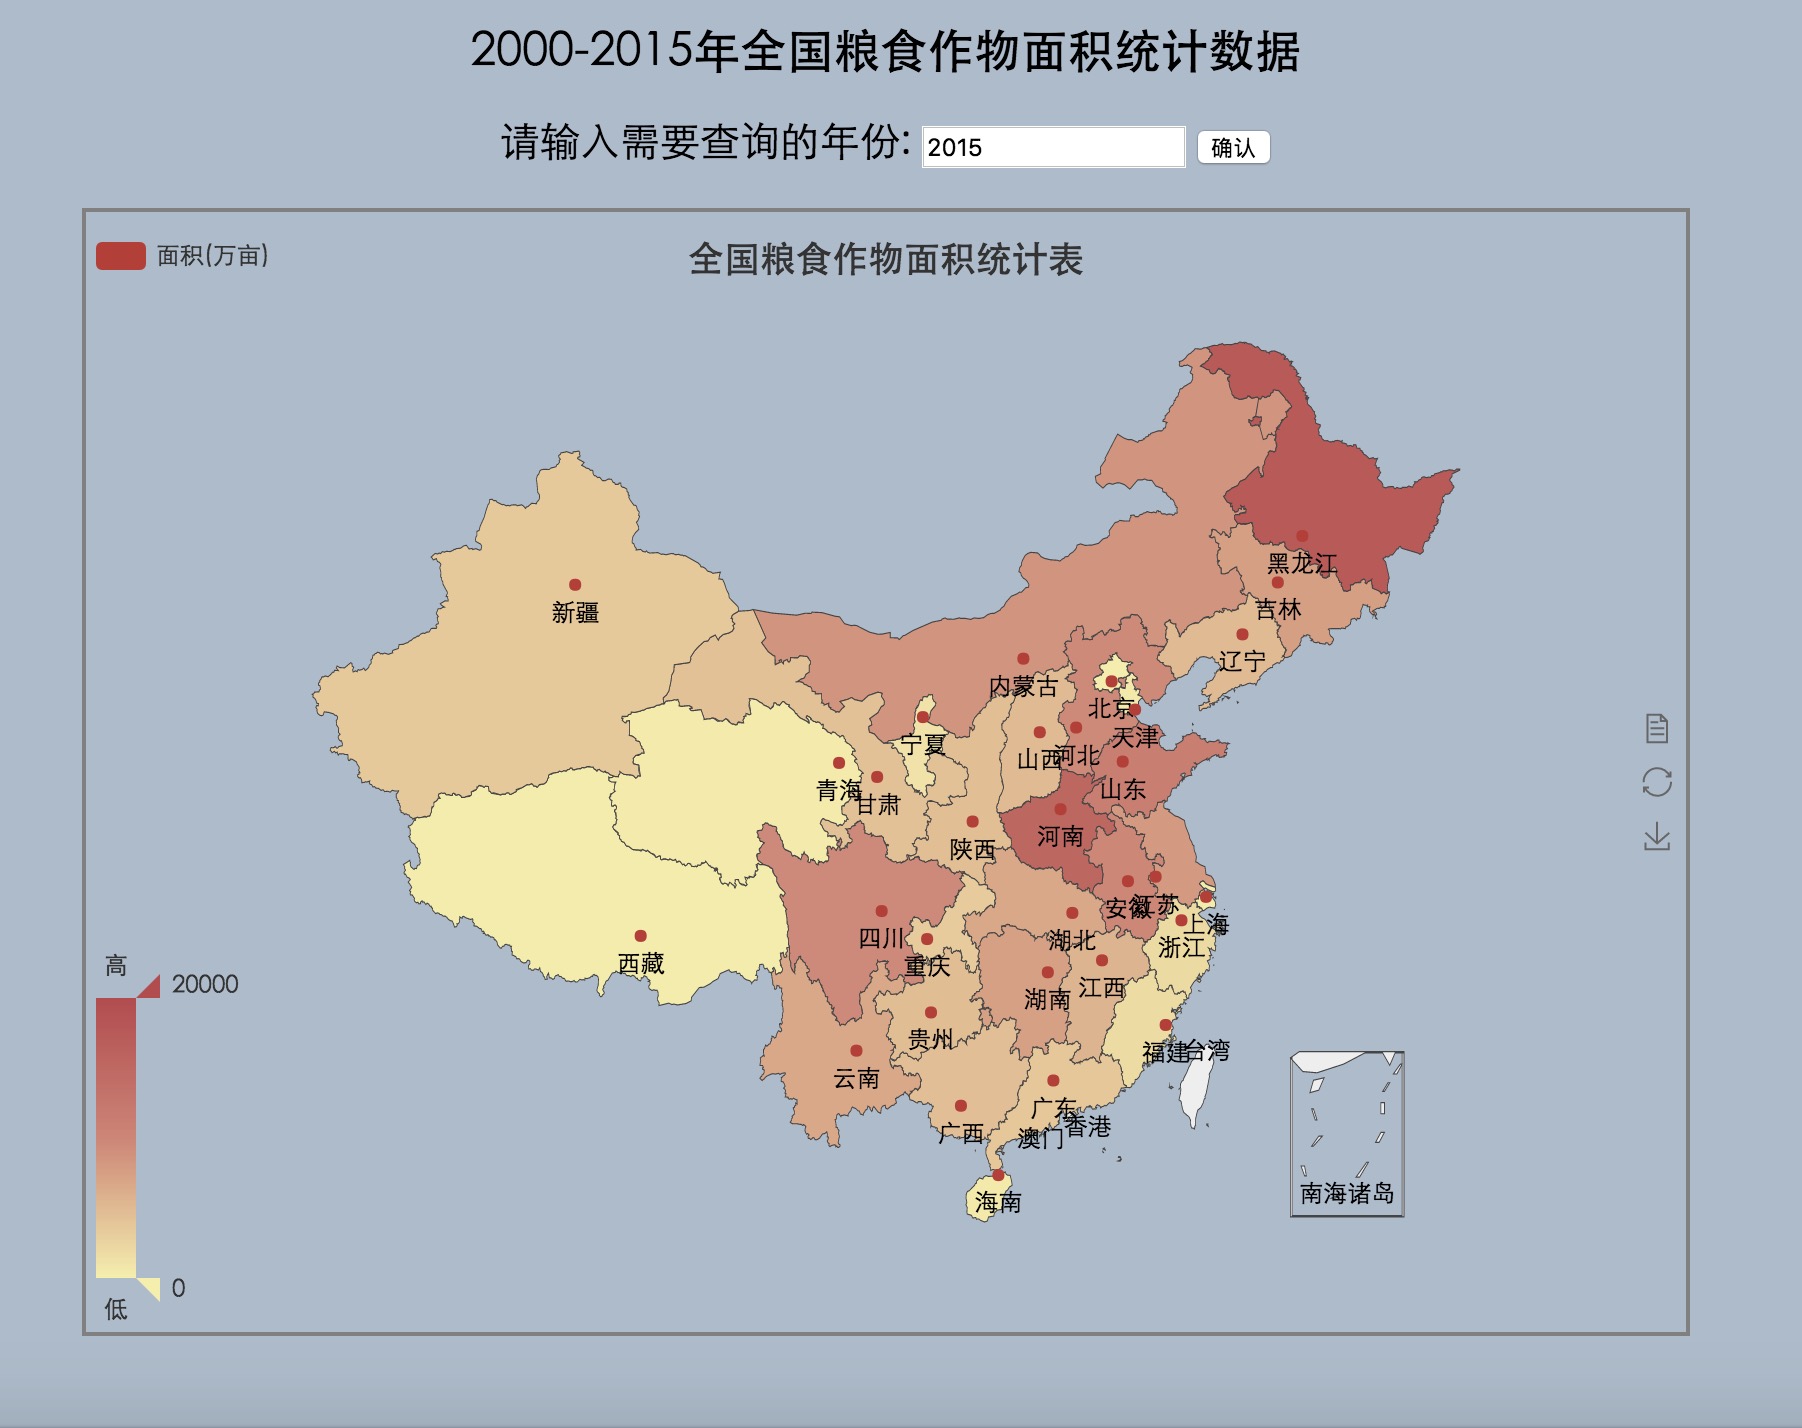 2000-2015年全国粮食作物面积统计数据
请输入需要查询的年份: 2015 确认
面积(万亩)
全国粮食作物面积统计表
黑龙江
吉林
新疆
辽宁
内蒙古
北京
天津
宁夏
山西
河北
青海
甘肃
山东
河南
陕西
安徽
江苏
上海
四川
湖北
浙江
西藏
重庆
江西
湖南
贵州
福建
台湾
云南
广东
香港
广西
澳门
海南
南海诸岛
高
20000
0
低